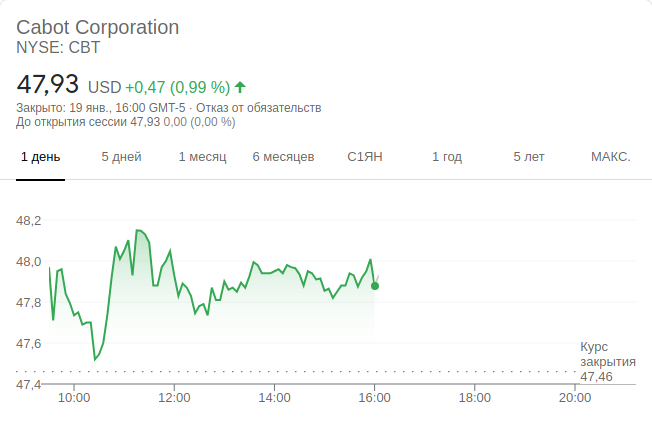 Cabot Corporation
NYSE: CBT
47,93 USD +0,47 (0,99 %)
Закрыто: 19 янв., 16:00 GMT-5 · Отказ от обязательств
До открытия сессии 47,93 0,00 (0,00 %)
1 день 5 дней 1 месяц 6 месяцев С1ЯН 1 год 5 лет МАКС.
48,2
48,0
47,8
47,6
47,4
Курс
закрытия
47,46
10:00 12:00 14:00 16:00 18:00 20:00